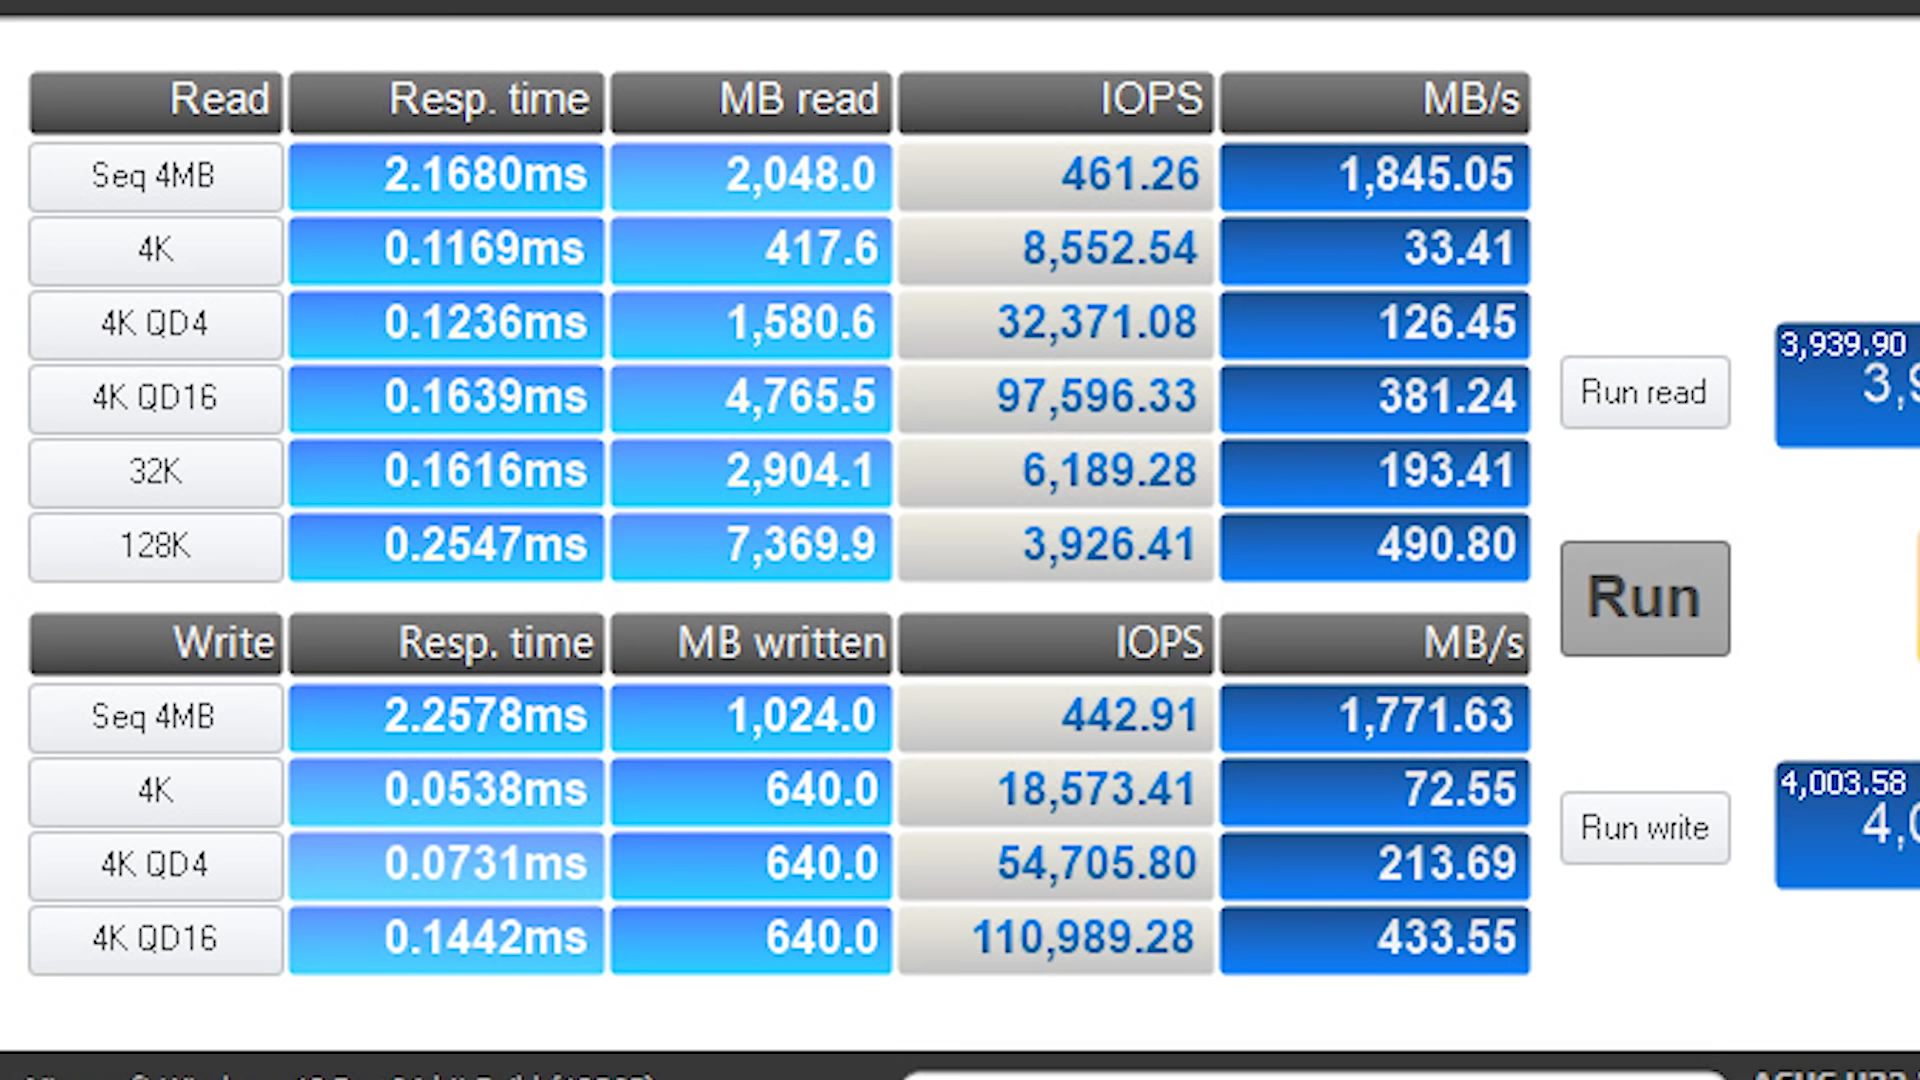 Read Resp. time MB read IOPS MB/s
Seq 4MB 2.1680ms 2,048.0 461.26 1,845.05
4K 0.1169ms 417.6 8,552.54 33.41
4K QD4 0.1236ms 1,580.6 32,371.08 126.45
3,939.90
4K QD16 0.1639ms 4,765.5 97,596.33 381.24 Run read
32K 0.1616ms 2,904.1 6,189.28 193.41
128K 0.2547ms 7,369.9 3,926.41 490.80
Run
Write Resp. time MB written IOPS MB/s
Seq 4MB 2.2578ms 1,024.0 442.91 1,771.63
4K 0.0538ms 640.0 18,573.41 72.55
4,003.58
Run write
4K QD4 0.0731ms 640.0 54,705.80 213.69
4K QD16 0.1442ms 640.0 110,989.28 433.55